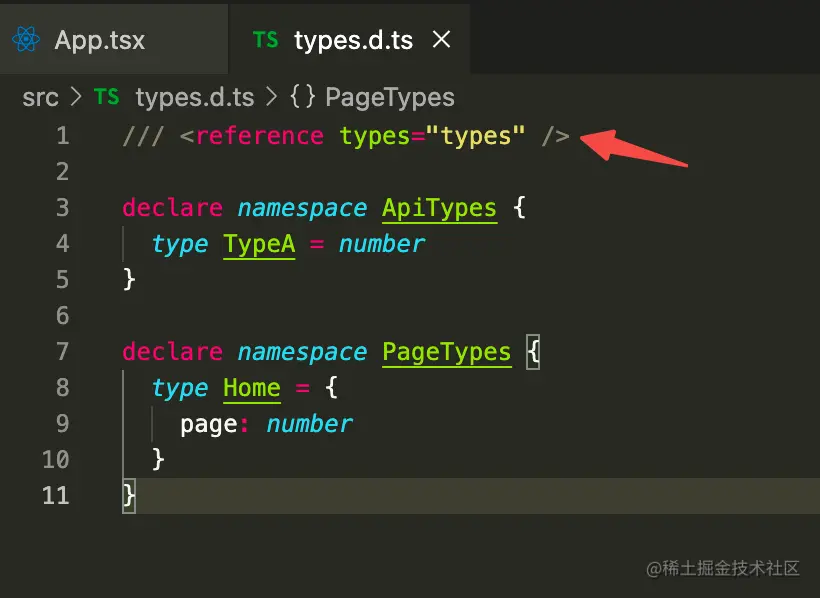 App.tsx TS types.d.ts ×
src > TS types.d.ts > {} PageTypes
1 /// <reference types="types" />
2
3 declare namespace ApiTypes {
4   type TypeA = number
5 }
6
7 declare namespace PageTypes {
8   type Home = {
9     page: number
10   }
11 }
@稀土掘金技术社区